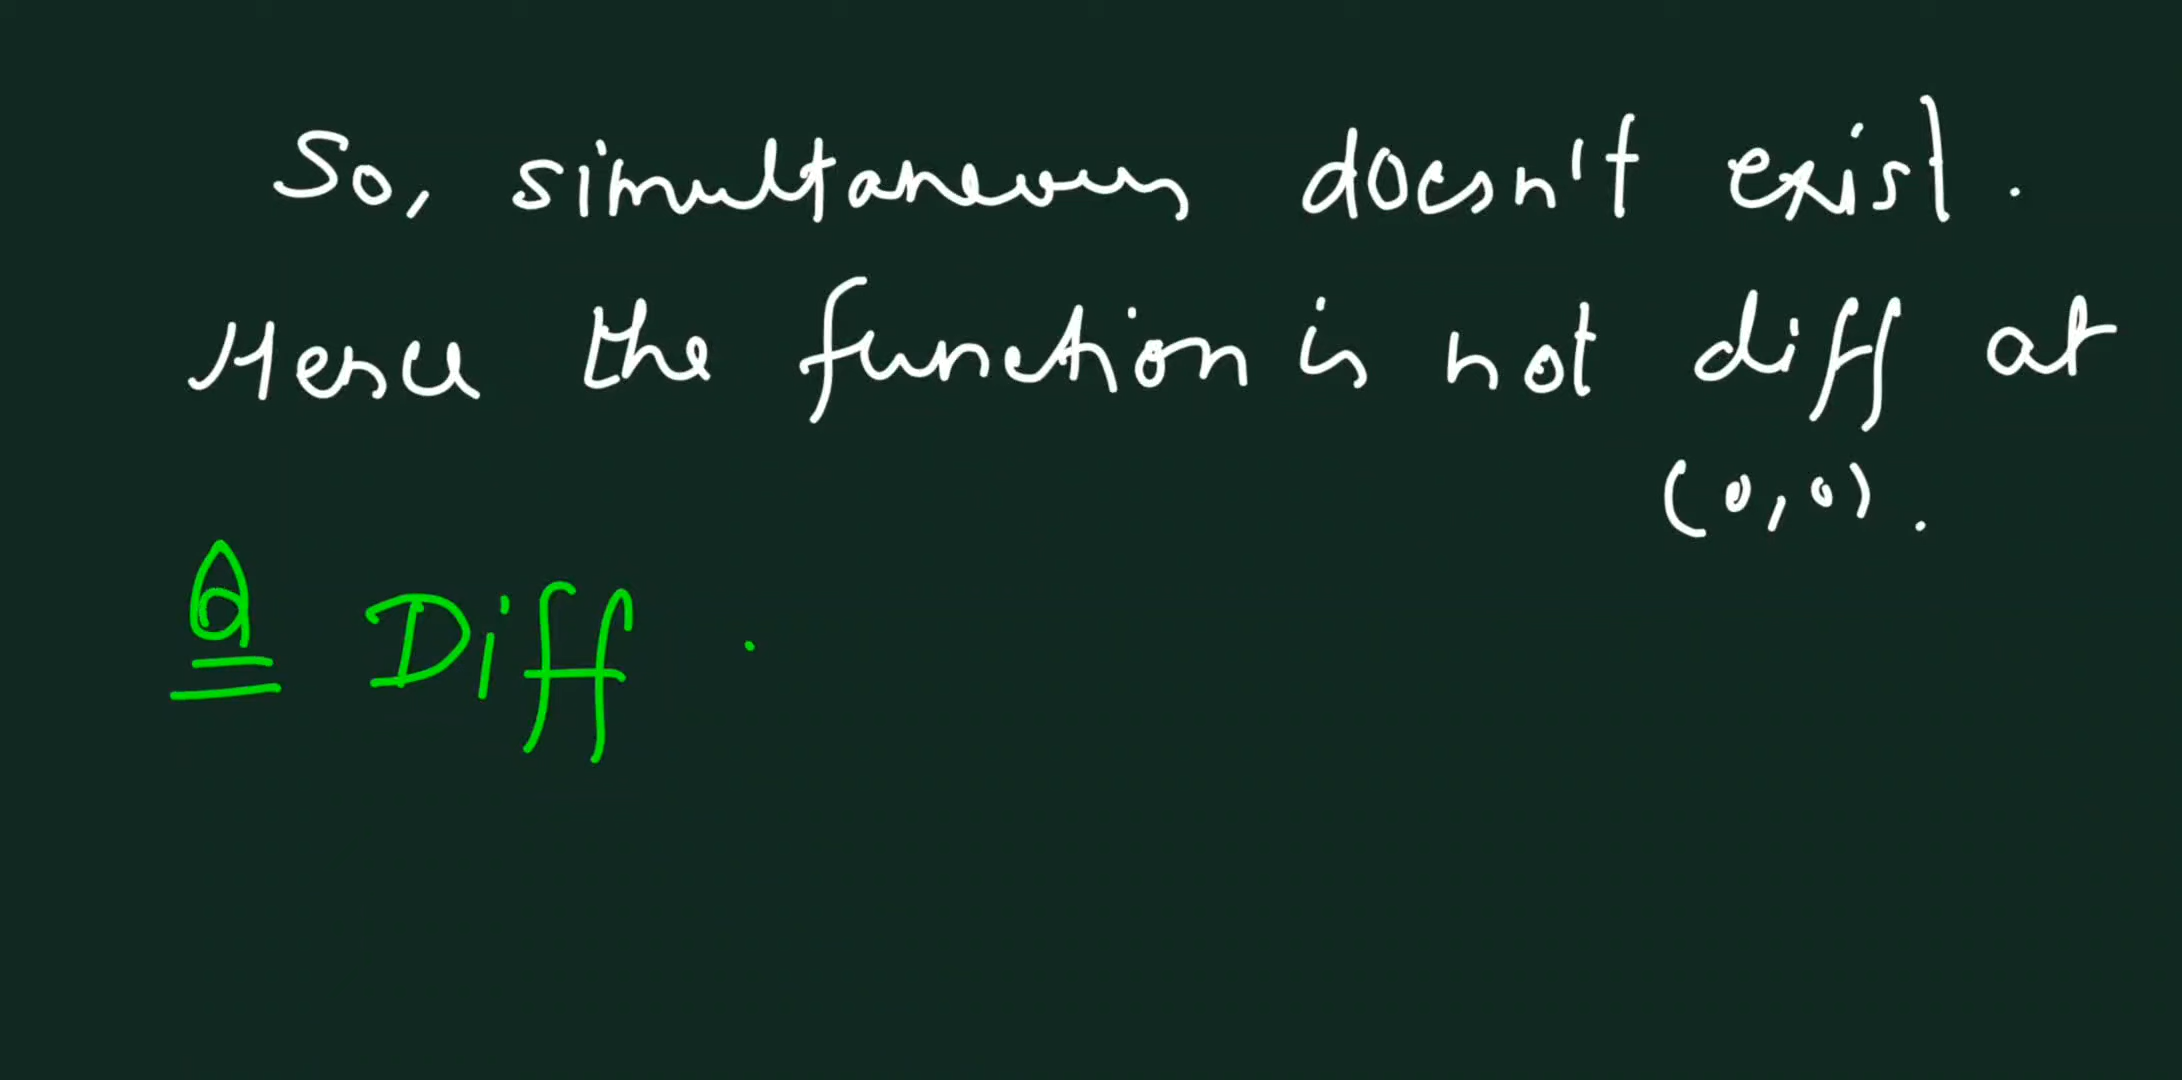 So, simultaneous doesn't exist.
Hence the function is not diff at
(0,0).
Q Diff